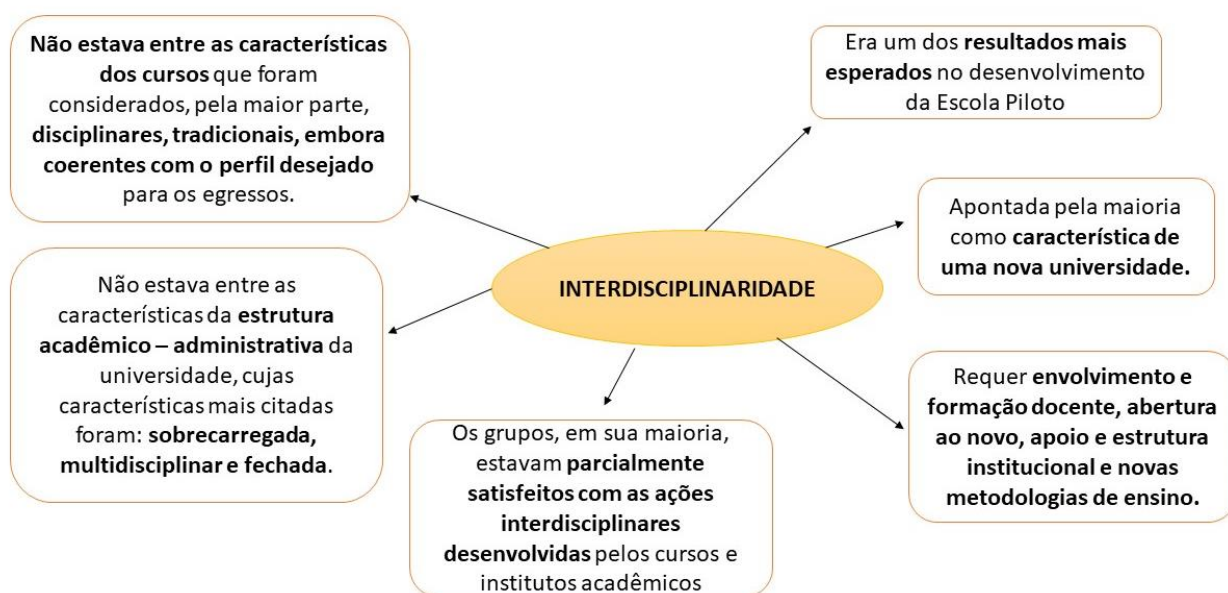 Não estava entre as características
dos cursos que foram
considerados, pela maior parte,
disciplinares, tradicionais, embora
coerentes com o perfil desejado
para os egressos.
Era um dos resultados mais
esperados no desenvolvimento
da Escola Piloto
Apontada pela maioria
como característica de
uma nova universidade.
INTERDISCIPLINARIDADE
Não estava entre as
características da estrutura
acadêmico – administrativa da
universidade, cujas
características mais citadas
foram: sobrecarregada,
multidisciplinar e fechada.
Requer envolvimento e
formação docente, abertura
ao novo, apoio e estrutura
institucional e novas
metodologias de ensino.
Os grupos, em sua maioria,
estavam parcialmente
satisfeitos com as ações
interdisciplinares
desenvolvidas pelos cursos e
institutos acadêmicos